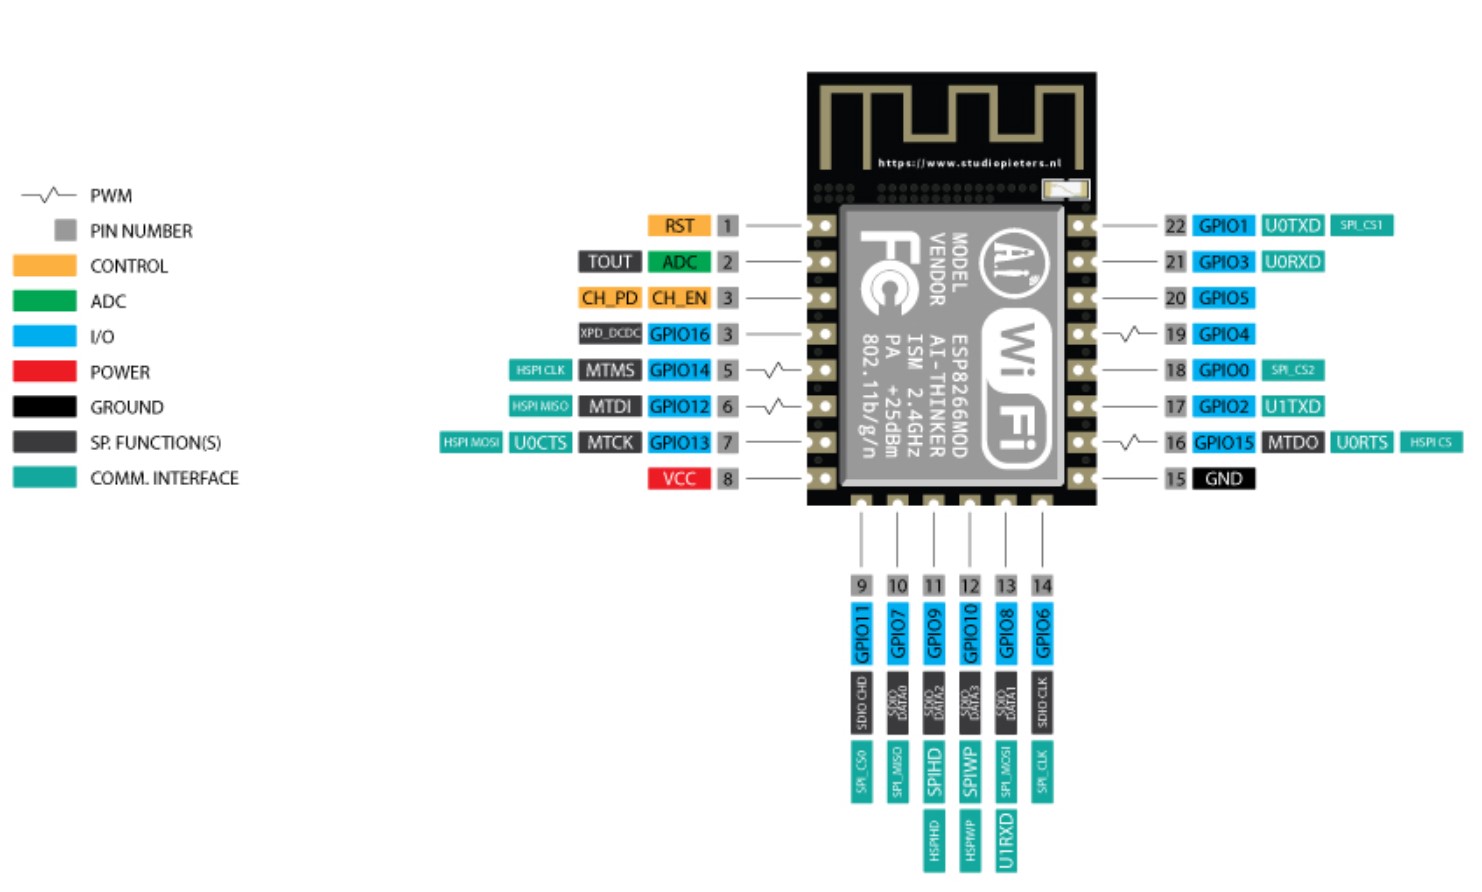 https://www.studiopieters.nl
PWM
PIN NUMBER
CONTROL
ADC
I/O
POWER
GROUND
SP. FUNCTION(S)
COMM. INTERFACE
RST 1
TOUT ADC 2
CH_PD CH_EN 3
XPD_DCDC GPIO16 3
HSPI CLK MTMS GPIO14 5
HSPI MISO MTDI GPIO12 6
HSPI MOSI U0CTS MTCK GPIO13 7
VCC 8
MODEL ESP8266MOD
VENDOR AI-THINKER
ISM 2.4GHz
PA +25dBm
802.11b/g/n
FC
Ai
WiFi
22 GPIO1 U0TXD SPI_CS1
21 GPIO3 U0RXD
20 GPIO5
19 GPIO4
18 GPIO0 SPI_CS2
17 GPIO2 U1TXD
16 GPIO15 MTDO U0RTS HSPI CS
15 GND
9 GPIO11 SDIO CHD SPI_CS0
10 GPIO7 SDIO DATA0 SPI_MISO
11 GPIO9 SDIO DATA2 SPIHD HSPIHD
12 GPIO10 SDIO DATA3 SPIWP HSPIWP
13 GPIO8 SDIO DATA1 SPI_MOSI U1RXD
14 GPIO6 SDIO CLK SPI_CLK